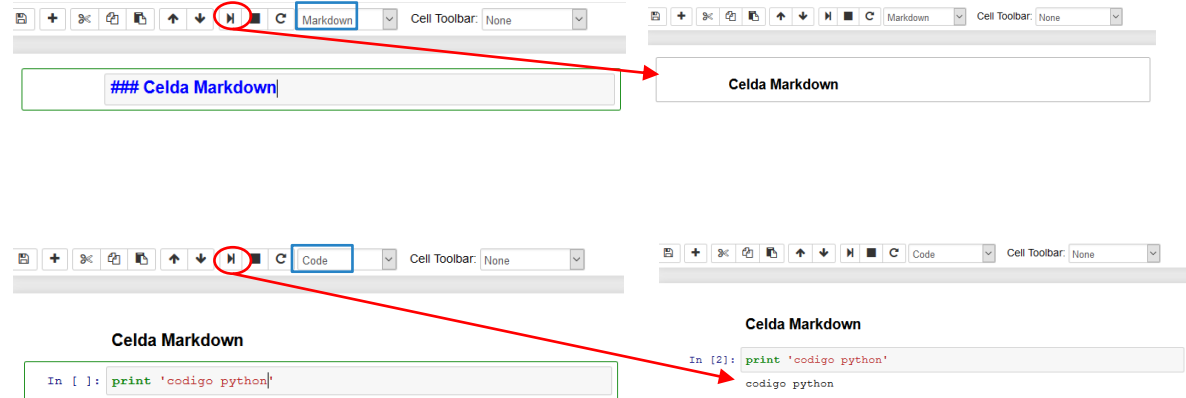 Markdown Cell Toolbar: None
### Celda Markdown
Markdown Cell Toolbar: None
Celda Markdown
Code Cell Toolbar: None
Celda Markdown
In [ ]: print 'codigo python'
Code Cell Toolbar: None
Celda Markdown
In [2]: print 'codigo python'
codigo python